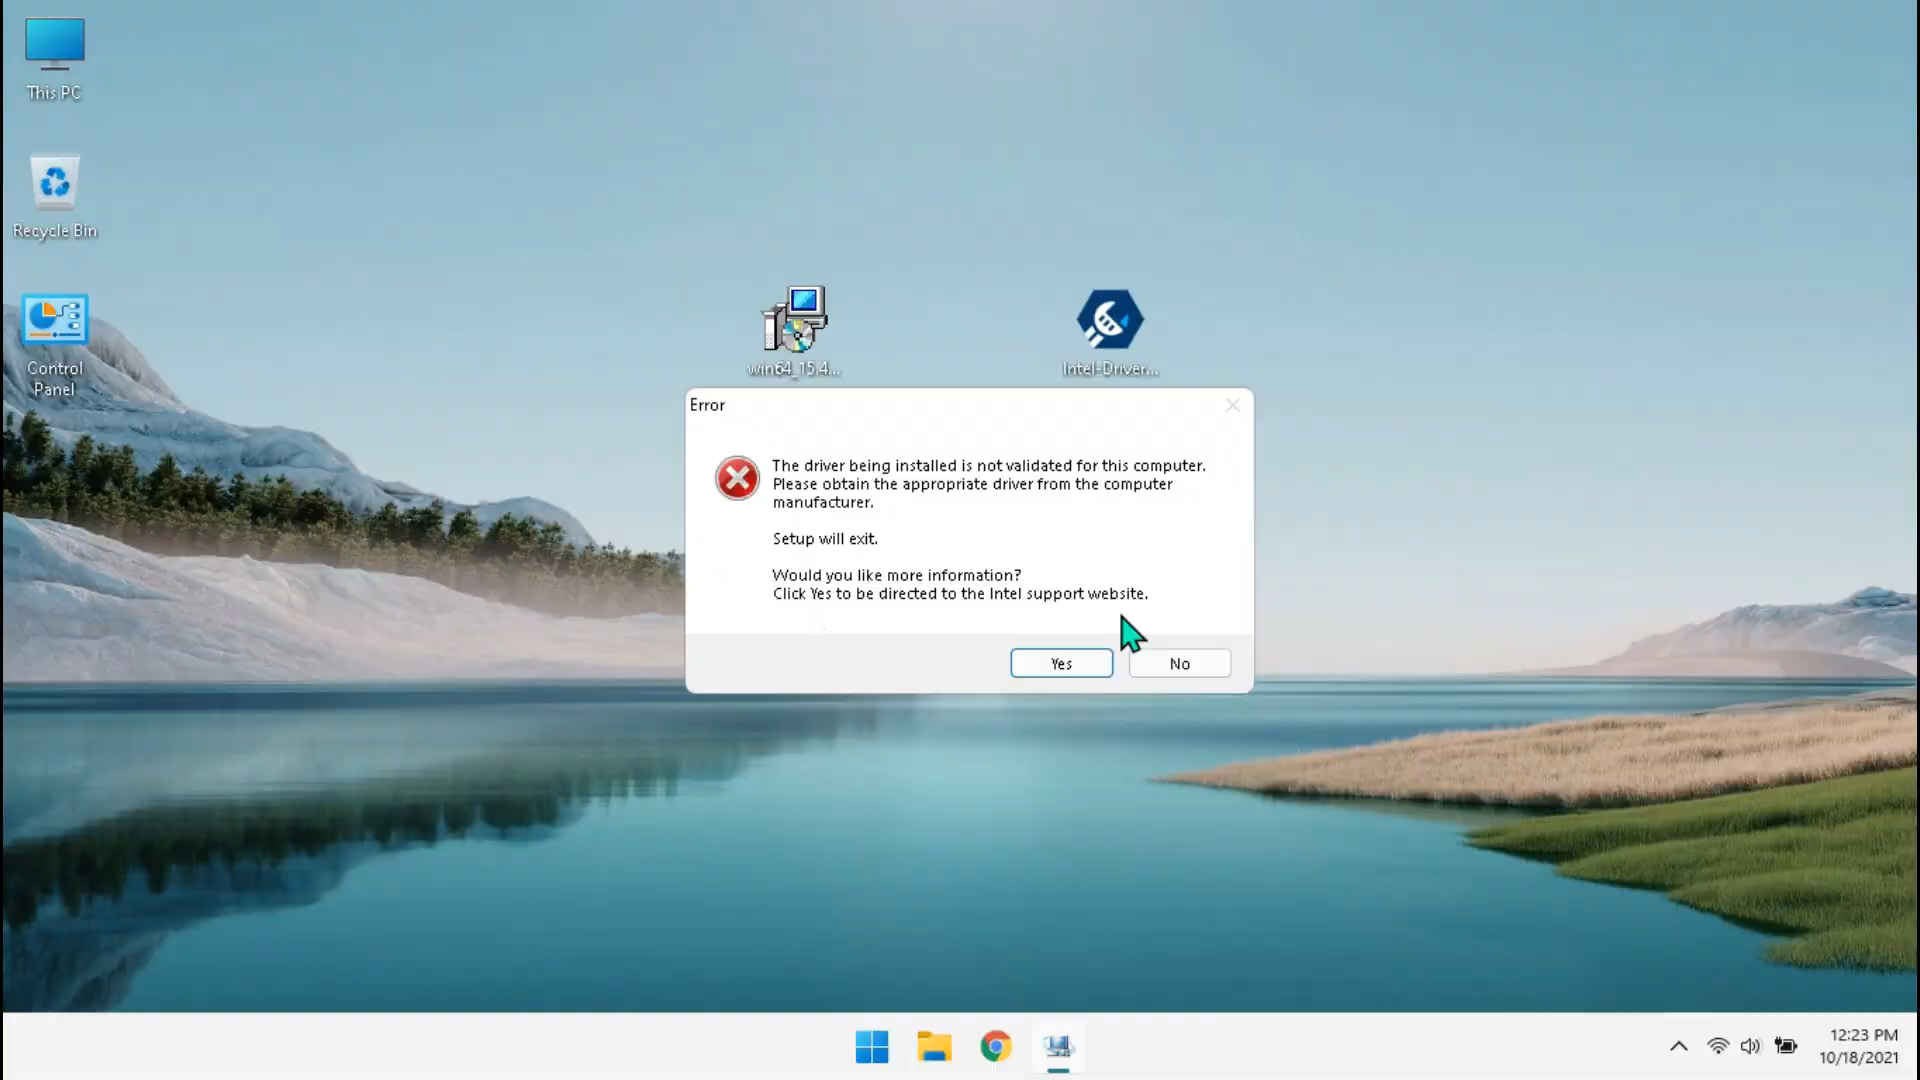 This PC
Recycle Bin
Control
Panel
win64_15.4...
Intel-Driver...
Error
The driver being installed is not validated for this computer.
Please obtain the appropriate driver from the computer
manufacturer.
Setup will exit.
Would you like more information?
Click Yes to be directed to the Intel support website.
Yes
No
12:23 PM
10/18/2021